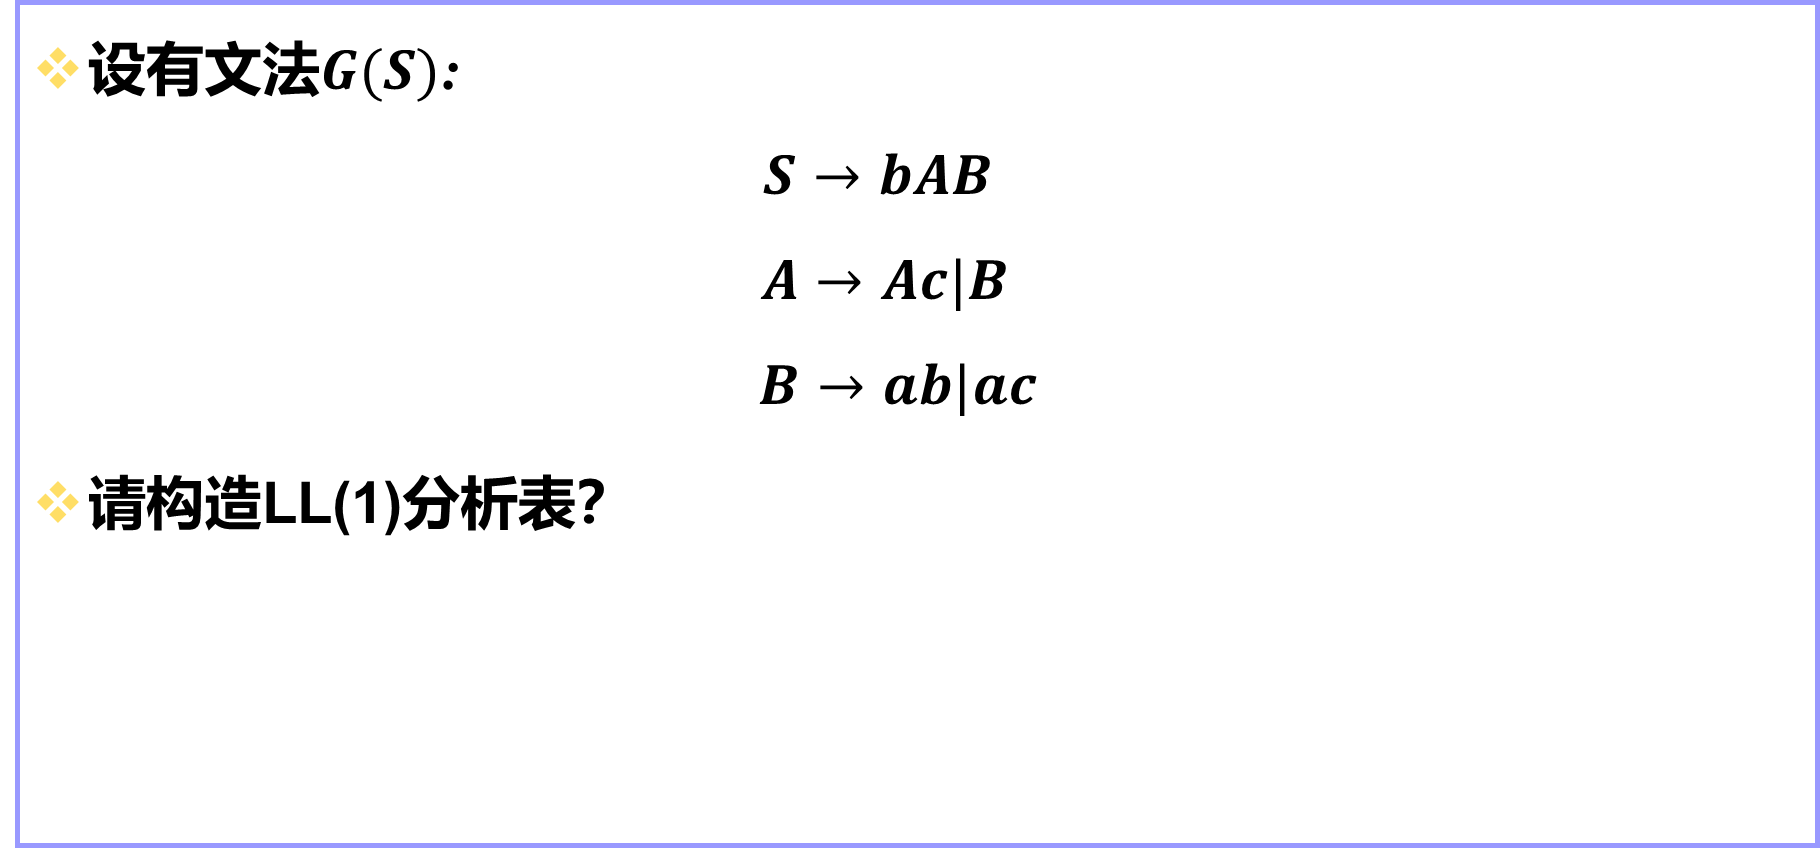 设有文法G(S):
S → bAB
A → Ac|B
B → ab|ac
请构造LL(1)分析表?